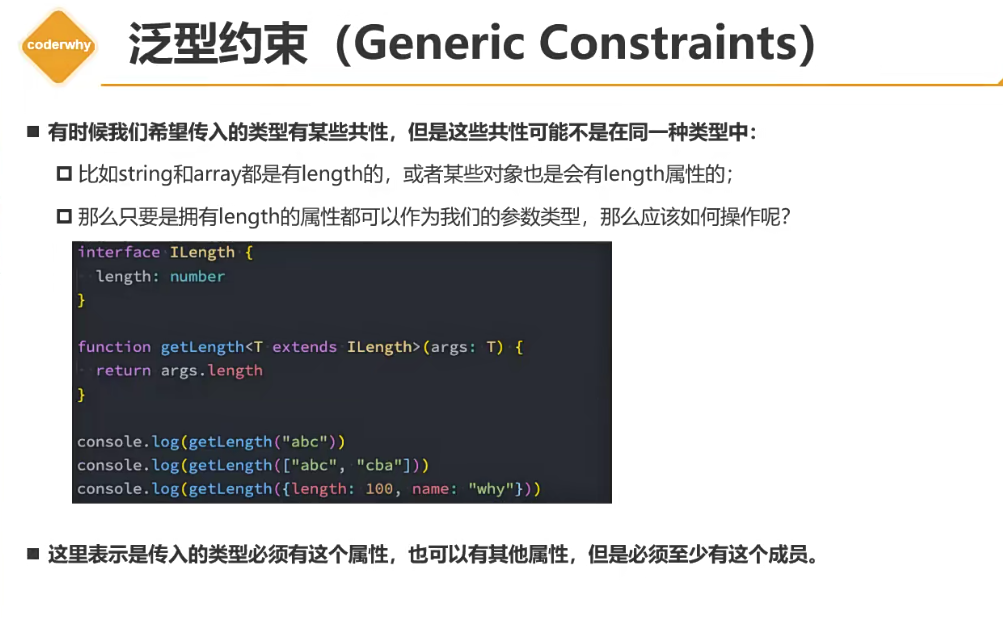 coderwhy
泛型约束（Generic Constraints）
有时候我们希望传入的类型有某些共性，但是这些共性可能不是在同一种类型中：
比如string和array都是有length的，或者某些对象也是会有length属性的；
那么只要是拥有length的属性都可以作为我们的参数类型，那么应该如何操作呢？
interface ILength {
  length: number
}
function getLength<T extends ILength>(args: T) {
  return args.length
}
console.log(getLength("abc"))
console.log(getLength(["abc", "cba"]))
console.log(getLength({length: 100, name: "why"}))
这里表示是传入的类型必须有这个属性，也可以有其他属性，但是必须至少有这个成员。